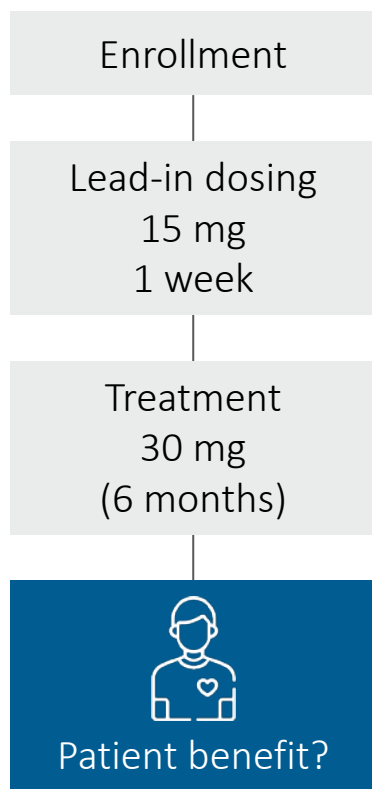 Enrollment
Lead-in dosing
15 mg
1 week
Treatment
30 mg
(6 months)
Patient benefit?